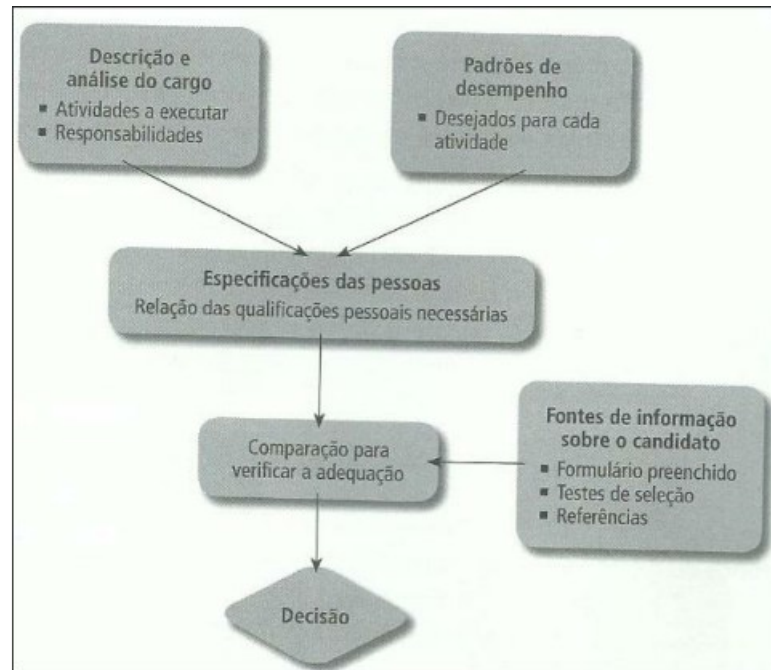 Descrição e
análise do cargo
▪ Atividades a executar
▪ Responsabilidades
Padrões de
desempenho
▪ Desejados para cada
atividade
Especificações das pessoas
Relação das qualificações pessoais necessárias
Comparação para
verificar a adequação
Fontes de informação
sobre o candidato
▪ Formulário preenchido
▪ Testes de seleção
▪ Referências
Decisão